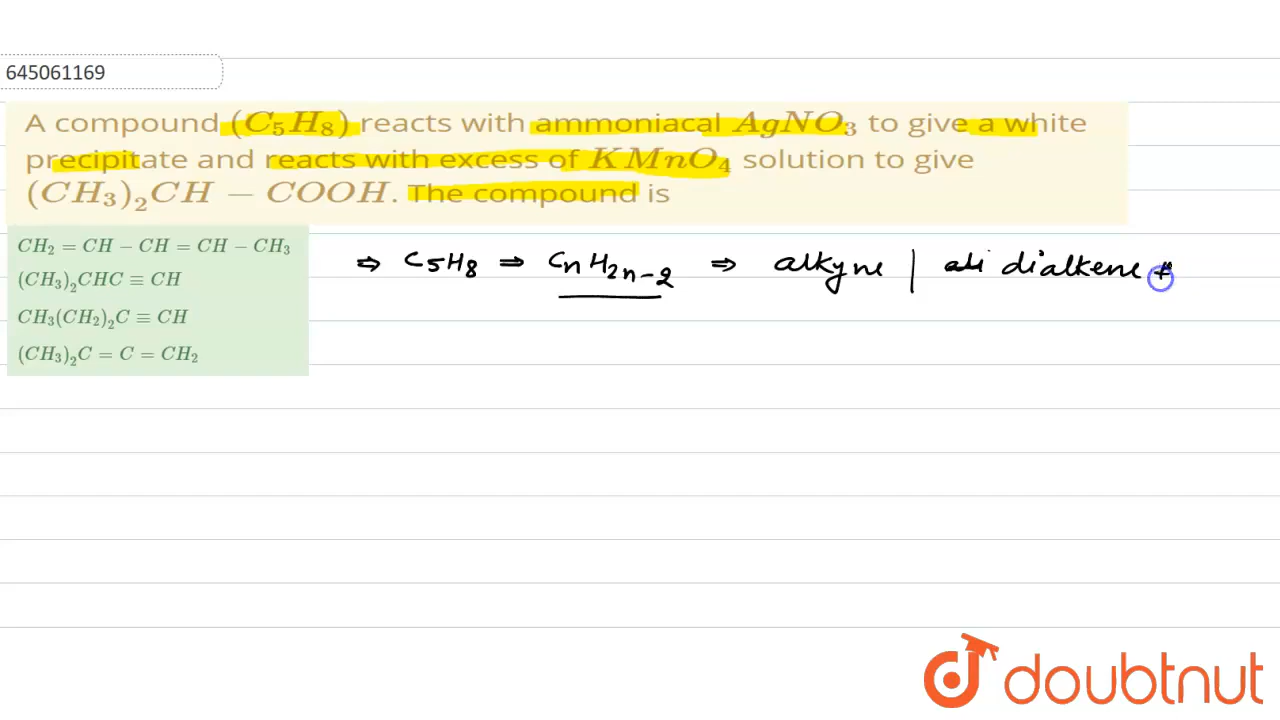 645061169
A compound (C₅H₈) reacts with ammoniacal AgNO₃ to give a white
precipitate and reacts with excess of KMnO₄ solution to give
(CH₃)₂CH − COOH. The compound is
CH₂ = CH − CH = CH − CH₃
(CH₃)₂CHC ≡ CH
CH₃(CH₂)₂C ≡ CH
(CH₃)₂C = C = CH₂
⇒ C₅H₈ ⇒ CₙH₂ₙ₋₂ ⇒ alkyne | dialkene
doubtnut